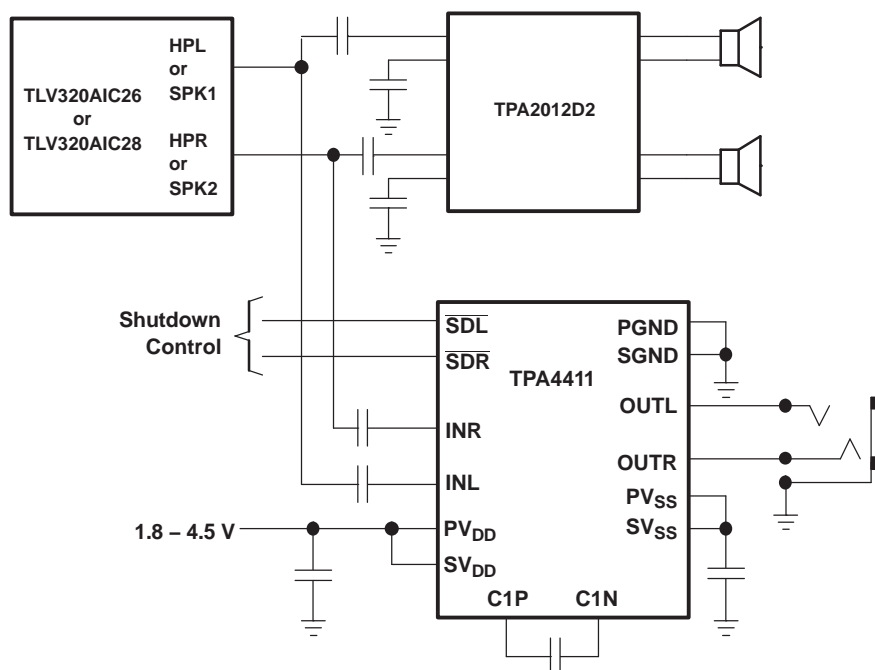 HPL
or
SPK1
TLV320AIC26
or
TLV320AIC28
HPR
or
SPK2
TPA2012D2
Shutdown
Control
SDL
SDR
INR
INL
1.8 – 4.5 V
PVDD
SVDD
TPA4411
C1P
C1N
PGND
SGND
OUTL
OUTR
PVSS
SVSS